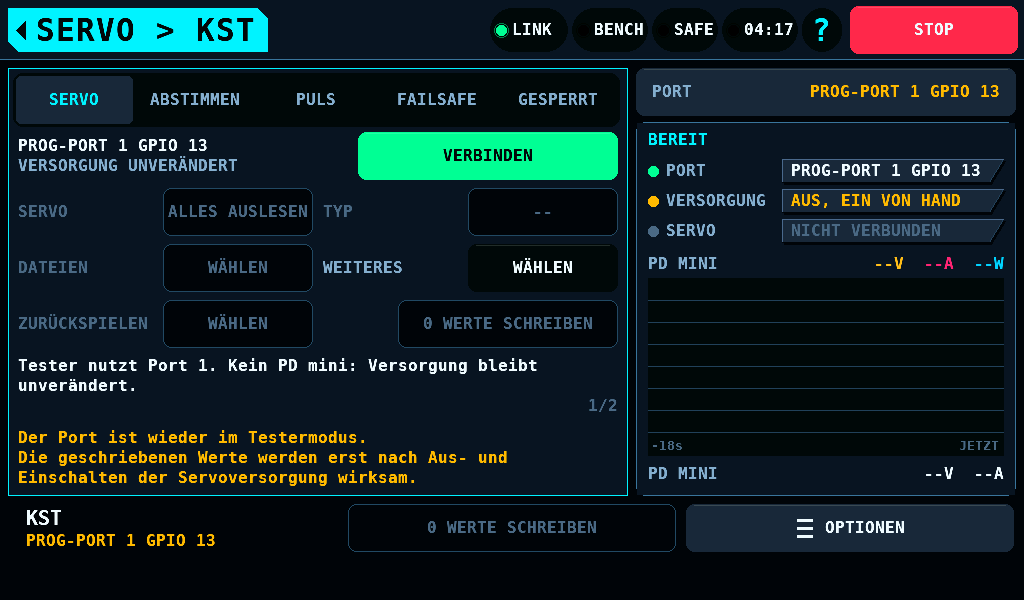 SERVO > KST
LINK
BENCH
SAFE
04:17
?
STOP
SERVO
ABSTIMMEN
PULS
FAILSAFE
GESPERRT
PROG-PORT 1 GPIO 13
VERSORGUNG UNVERÄNDERT
VERBINDEN
SERVO
ALLES AUSLESEN
TYP
--
DATEIEN
WÄHLEN
WEITERES
WÄHLEN
ZURÜCKSPIELEN
WÄHLEN
0 WERTE SCHREIBEN
Tester nutzt Port 1. Kein PD mini: Versorgung bleibt
unverändert.
1/2
Der Port ist wieder im Testermodus.
Die geschriebenen Werte werden erst nach Aus- und
Einschalten der Servoversorgung wirksam.
PORT
PROG-PORT 1 GPIO 13
BEREIT
PORT
PROG-PORT 1 GPIO 13
VERSORGUNG
AUS, EIN VON HAND
SERVO
NICHT VERBUNDEN
PD MINI
--V --A --W
-18s
JETZT
PD MINI
--V --A
KST
PROG-PORT 1 GPIO 13
0 WERTE SCHREIBEN
OPTIONEN